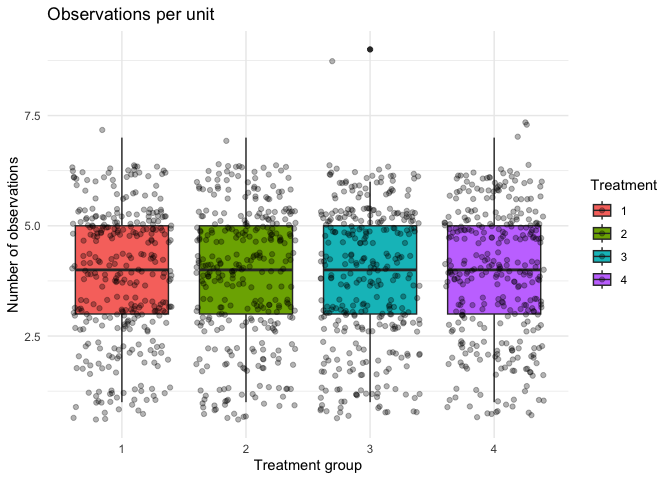 Observations per unit
7.5
5.0
2.5
Number of observations
1 2 3 4
Treatment group
Treatment
1
2
3
4